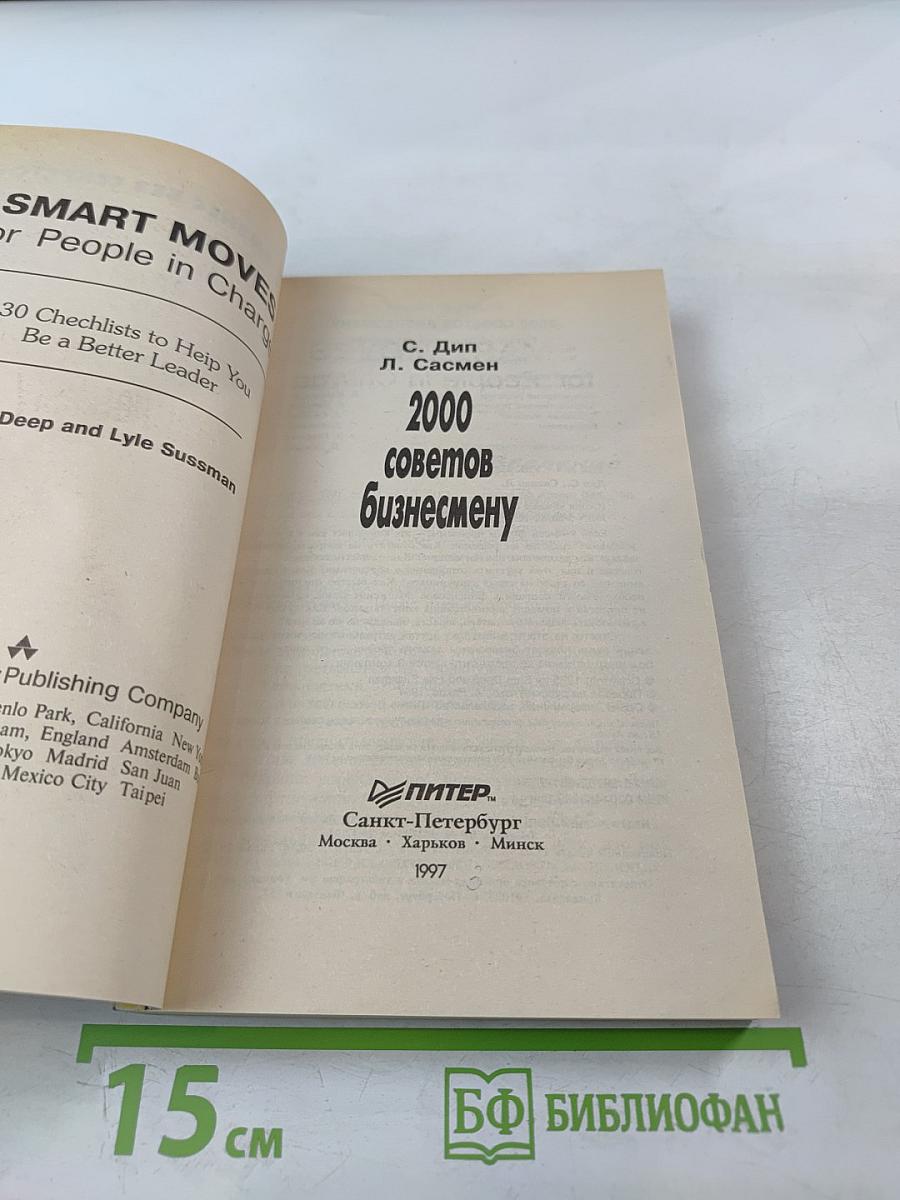 SMART MOVES
or People in Charge
30 Chechlists to Heip You
Be a Better Leader
Deep and Lyle Sussman
Publishing Company
enlo Park, California New
am, England Amsterdam
okyo Madrid San Juan
Mexico City Taipei
С. Дип
Л. Сасмен
2000
советов
бизнесмену
ПИТЕР™
Санкт-Петербург
Москва · Харьков · Минск
1997
15 см
БФ БИБЛИОФАН